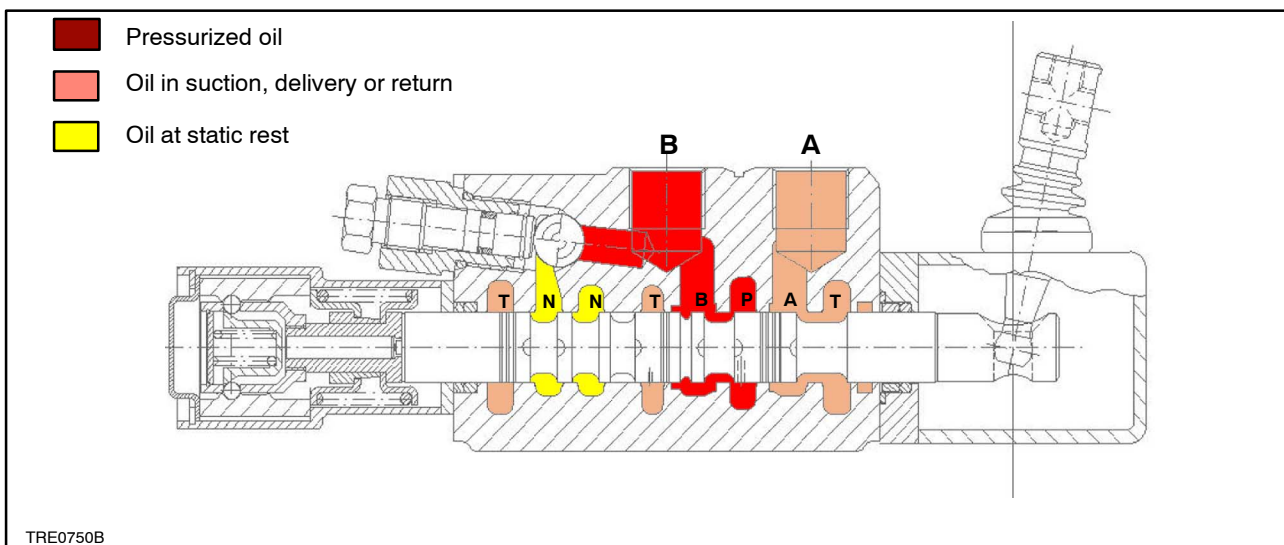 Pressurized oil
Oil in suction, delivery or return
Oil at static rest
B A
T N N T B P A T
TRE0750B